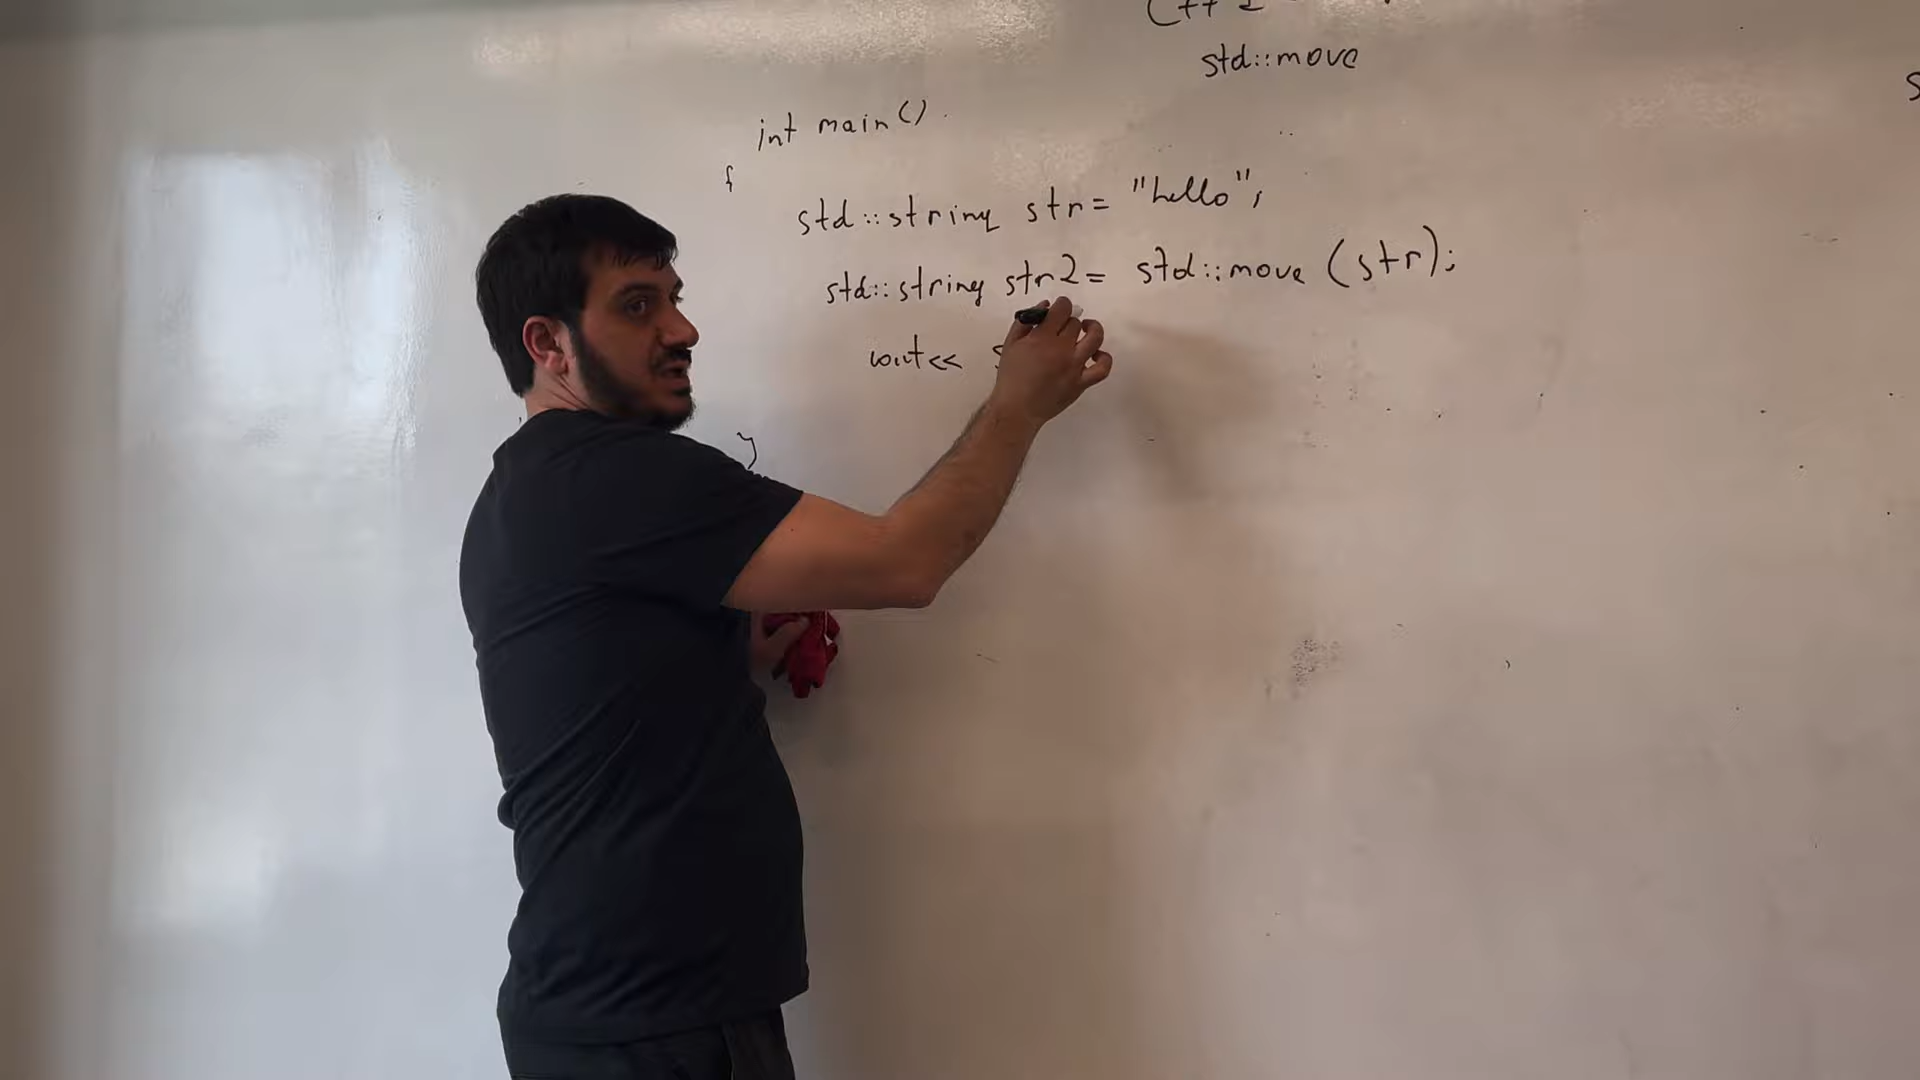 std::move
int main()
{
std::string str = "hello";
std::string str2 = std::move (str);
cout <<
}